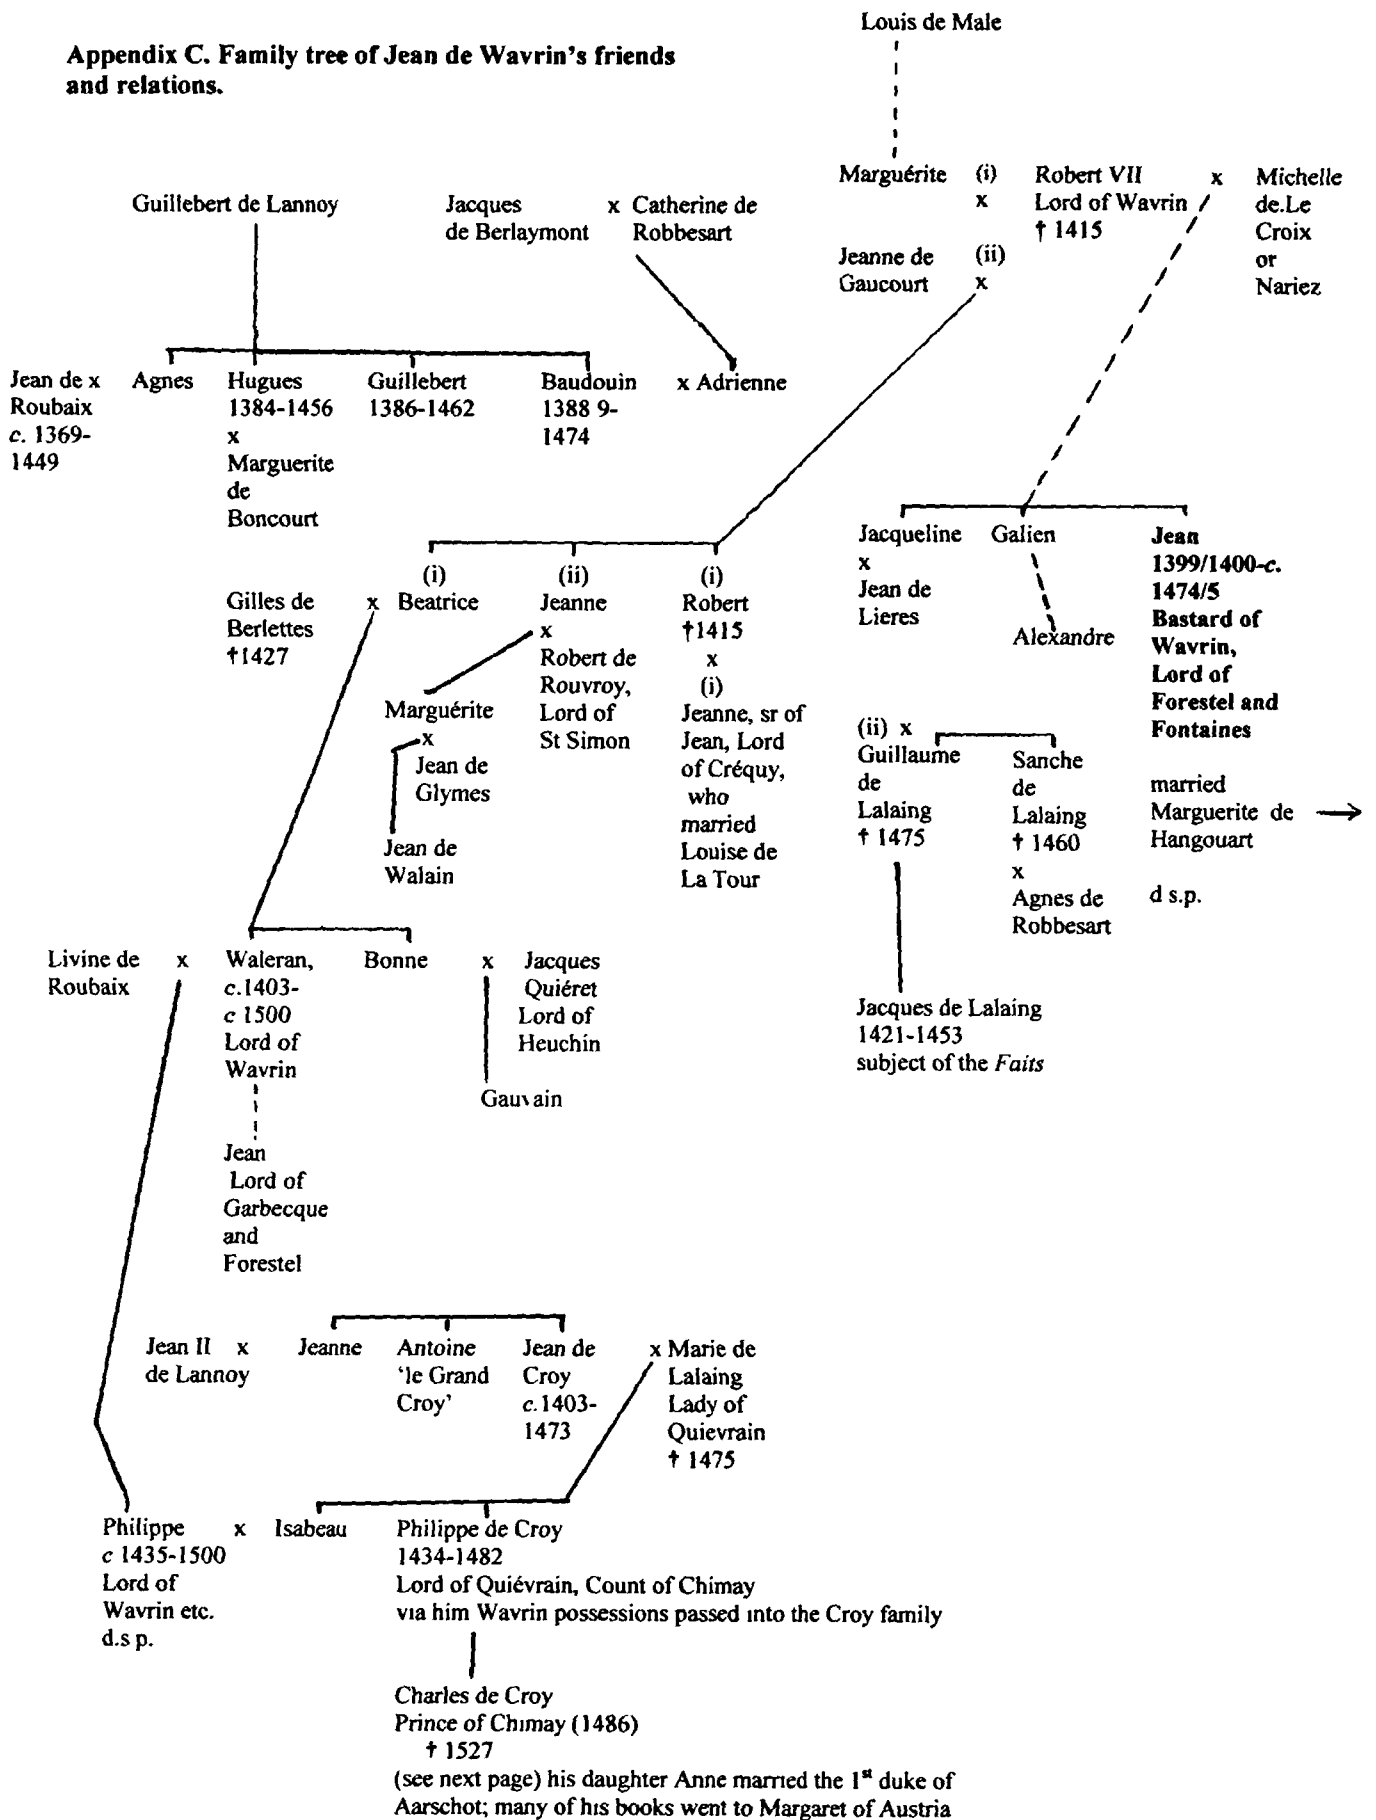 Louis de Male
Appendix C. Family tree of Jean de Wavrin's friends
and relations.
Marguérite (i)
x
Robert VII
Lord of Wavrin
† 1415
x
Michelle
de.Le
Croix
or
Nariez
Guillebert de Lannoy
Jacques
de Berlaymont
x Catherine de
Robbesart
Jeanne de (ii)
Gaucourt x
Jean de x
Roubaix
c. 1369-
1449
Agnes
Hugues
1384-1456
x
Marguerite
de
Boncourt
Guillebert
1386-1462
Baudouin
1388 9-
1474
x Adrienne
Jacqueline
x
Jean de
Lieres
Galien
Alexandre
Jean
1399/1400-c.
1474/5
Bastard of
Wavrin,
Lord of
Forestel and
Fontaines
married
Marguerite de →
Hangouart
d s.p.
Gilles de
Berlettes
†1427
x
(i)
Beatrice
(ii)
Jeanne
x
Robert de
Rouvroy,
Lord of
St Simon
(i)
Robert
†1415
x
(i)
Jeanne, sr of
Jean, Lord
of Créquy,
who
married
Louise de
La Tour
Marguérite
x
Jean de
Glymes
Jean de
Walain
(ii) x
Guillaume
de
Lalaing
† 1475
Sanche
de
Lalaing
† 1460
x
Agnes de
Robbesart
Jacques de Lalaing
1421-1453
subject of the Faits
Livine de
Roubaix
x
Waleran,
c.1403-
c 1500
Lord of
Wavrin
Bonne
x
Jacques
Quiéret
Lord of
Heuchin
Gauvain
Jean
Lord of
Garbecque
and
Forestel
Jean II x
de Lannoy
Jeanne
Antoine
'le Grand
Croy'
Jean de
Croy
c.1403-
1473
x Marie de
Lalaing
Lady of
Quievrain
† 1475
Philippe x Isabeau
c 1435-1500
Lord of
Wavrin etc.
d.s p.
Philippe de Croy
1434-1482
Lord of Quiévrain, Count of Chimay
via him Wavrin possessions passed into the Croy family
Charles de Croy
Prince of Chimay (1486)
† 1527
(see next page) his daughter Anne married the 1st duke of
Aarschot; many of his books went to Margaret of Austria